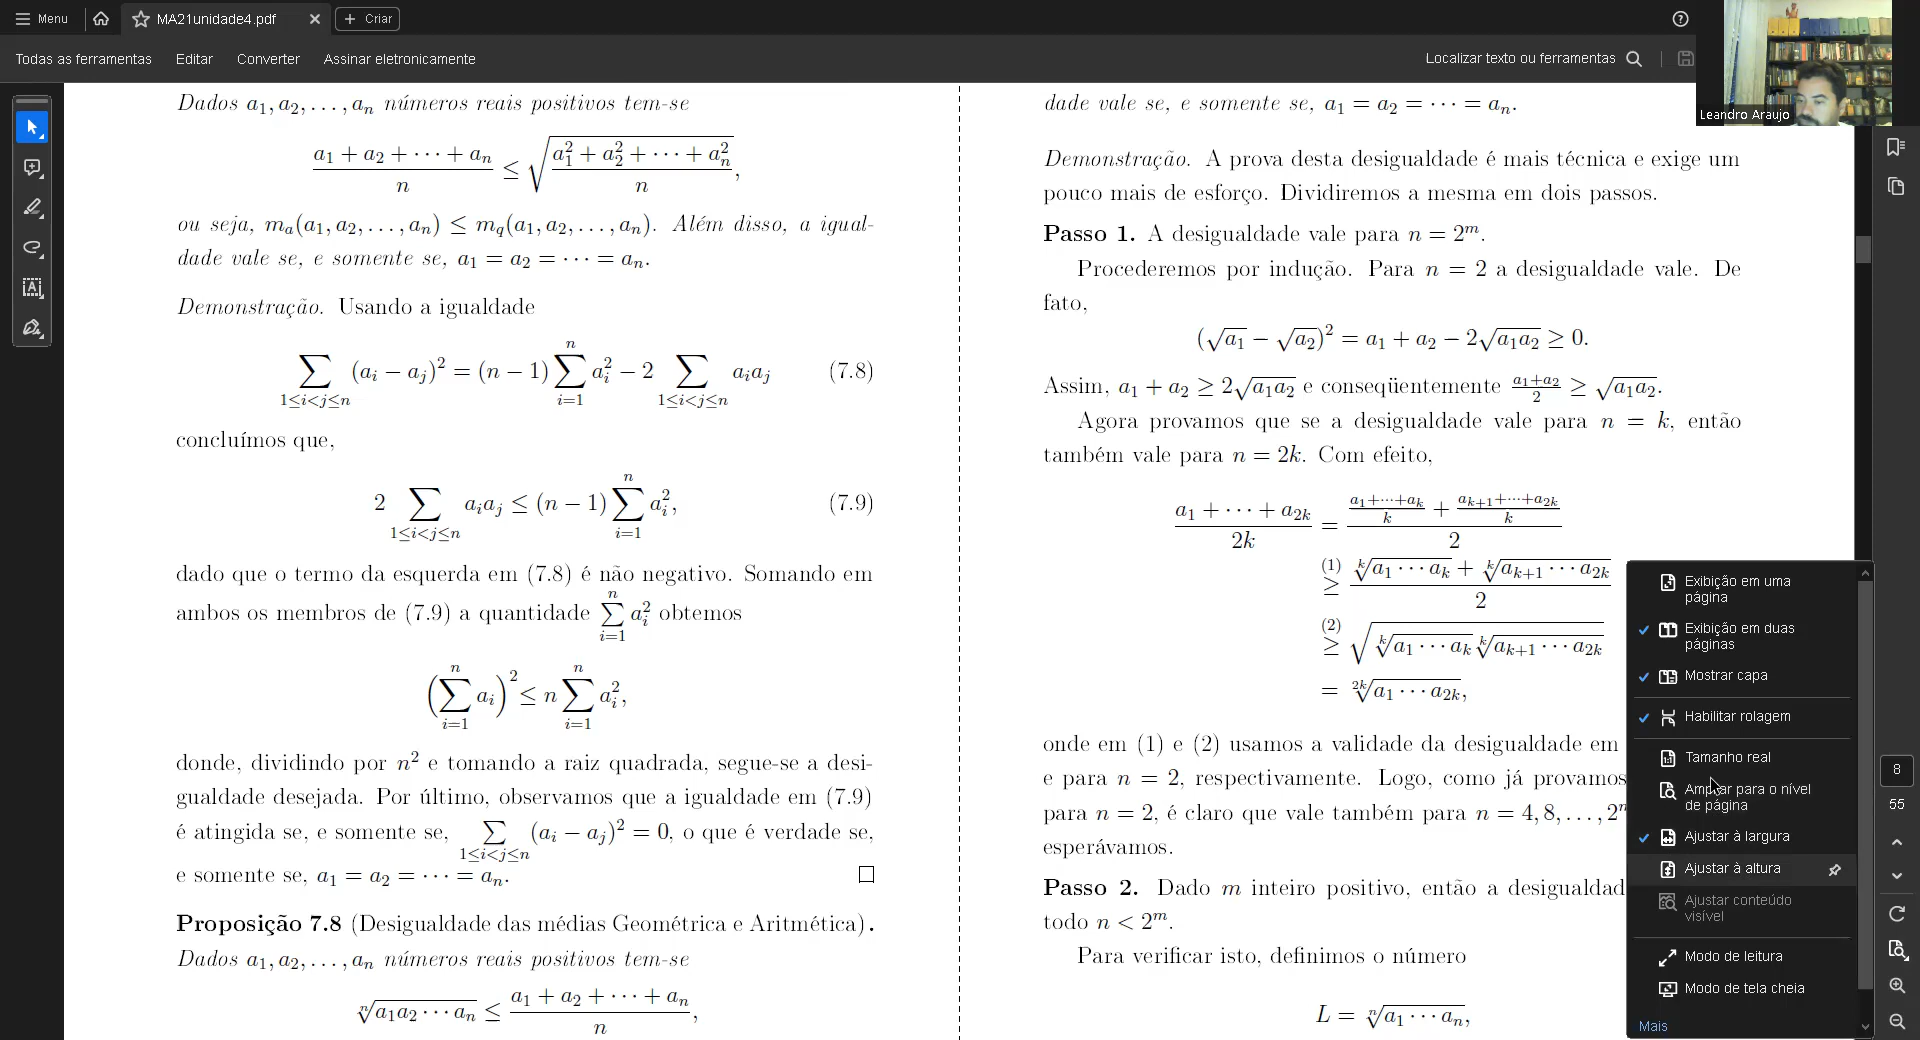 Menu
MA21unidade4.pdf
Criar
Todas as ferramentas
Editar
Converter
Assinar eletronicamente
Localizar texto ou ferramentas
Leandro Araujo
Dados a₁, a₂, . . . , aₙ números reais positivos tem-se
(a₁ + a₂ + ⋯ + aₙ)/n ≤ √((a₁² + a₂² + ⋯ + aₙ²)/n),
ou seja, mₐ(a₁, a₂, . . . , aₙ) ≤ m_q(a₁, a₂, . . . , aₙ). Além disso, a igual-
dade vale se, e somente se, a₁ = a₂ = ⋯ = aₙ.
Demonstração. Usando a igualdade
∑_{1≤i<j≤n} (aᵢ − aⱼ)² = (n − 1) ∑_{i=1}^{n} aᵢ² − 2 ∑_{1≤i<j≤n} aᵢaⱼ (7.8)
concluímos que,
2 ∑_{1≤i<j≤n} aᵢaⱼ ≤ (n − 1) ∑_{i=1}^{n} aᵢ², (7.9)
dado que o termo da esquerda em (7.8) é não negativo. Somando em
ambos os membros de (7.9) a quantidade ∑_{i=1}^{n} aᵢ² obtemos
(∑_{i=1}^{n} aᵢ)² ≤ n ∑_{i=1}^{n} aᵢ²,
donde, dividindo por n² e tomando a raiz quadrada, segue-se a desi-
gualdade desejada. Por último, observamos que a igualdade em (7.9)
é atingida se, e somente se, ∑_{1≤i<j≤n} (aᵢ − aⱼ)² = 0, o que é verdade se,
e somente se, a₁ = a₂ = ⋯ = aₙ. □
Proposição 7.8 (Desigualdade das médias Geométrica e Aritmética).
Dados a₁, a₂, . . . , aₙ números reais positivos tem-se
ⁿ√(a₁a₂ ⋯ aₙ) ≤ (a₁ + a₂ + ⋯ + aₙ)/n,
dade vale se, e somente se, a₁ = a₂ = ⋯ = aₙ.
Demonstração. A prova desta desigualdade é mais técnica e exige um
pouco mais de esforço. Dividiremos a mesma em dois passos.
Passo 1. A desigualdade vale para n = 2ᵐ.
Procederemos por indução. Para n = 2 a desigualdade vale. De
fato,
(√a₁ − √a₂)² = a₁ + a₂ − 2√(a₁a₂) ≥ 0.
Assim, a₁ + a₂ ≥ 2√(a₁a₂) e conseqüentemente (a₁+a₂)/2 ≥ √(a₁a₂).
Agora provamos que se a desigualdade vale para n = k, então
também vale para n = 2k. Com efeito,
(a₁ + ⋯ + a₂ₖ)/2k = ((a₁+⋯+aₖ)/k + (aₖ₊₁+⋯+a₂ₖ)/k)/2
(1) ≥ (ᵏ√(a₁ ⋯ aₖ) + ᵏ√(aₖ₊₁ ⋯ a₂ₖ))/2
(2) ≥ √(ᵏ√(a₁ ⋯ aₖ) ᵏ√(aₖ₊₁ ⋯ a₂ₖ))
= ²ᵏ√(a₁ ⋯ a₂ₖ),
onde em (1) e (2) usamos a validade da desigualdade em
e para n = 2, respectivamente. Logo, como já provamos
para n = 2, é claro que vale também para n = 4, 8, . . . , 2
esperávamos.
Passo 2. Dado m inteiro positivo, então a desigualdad
todo n < 2ᵐ.
Para verificar isto, definimos o número
L = ⁿ√(a₁ ⋯ aₙ),
Exibição em uma
página
Exibição em duas
páginas
Mostrar capa
Habilitar rolagem
Tamanho real
Ampliar para o nível
de página
Ajustar à largura
Ajustar à altura
Ajustar conteúdo
visível
Modo de leitura
Modo de tela cheia
Mais
8
55